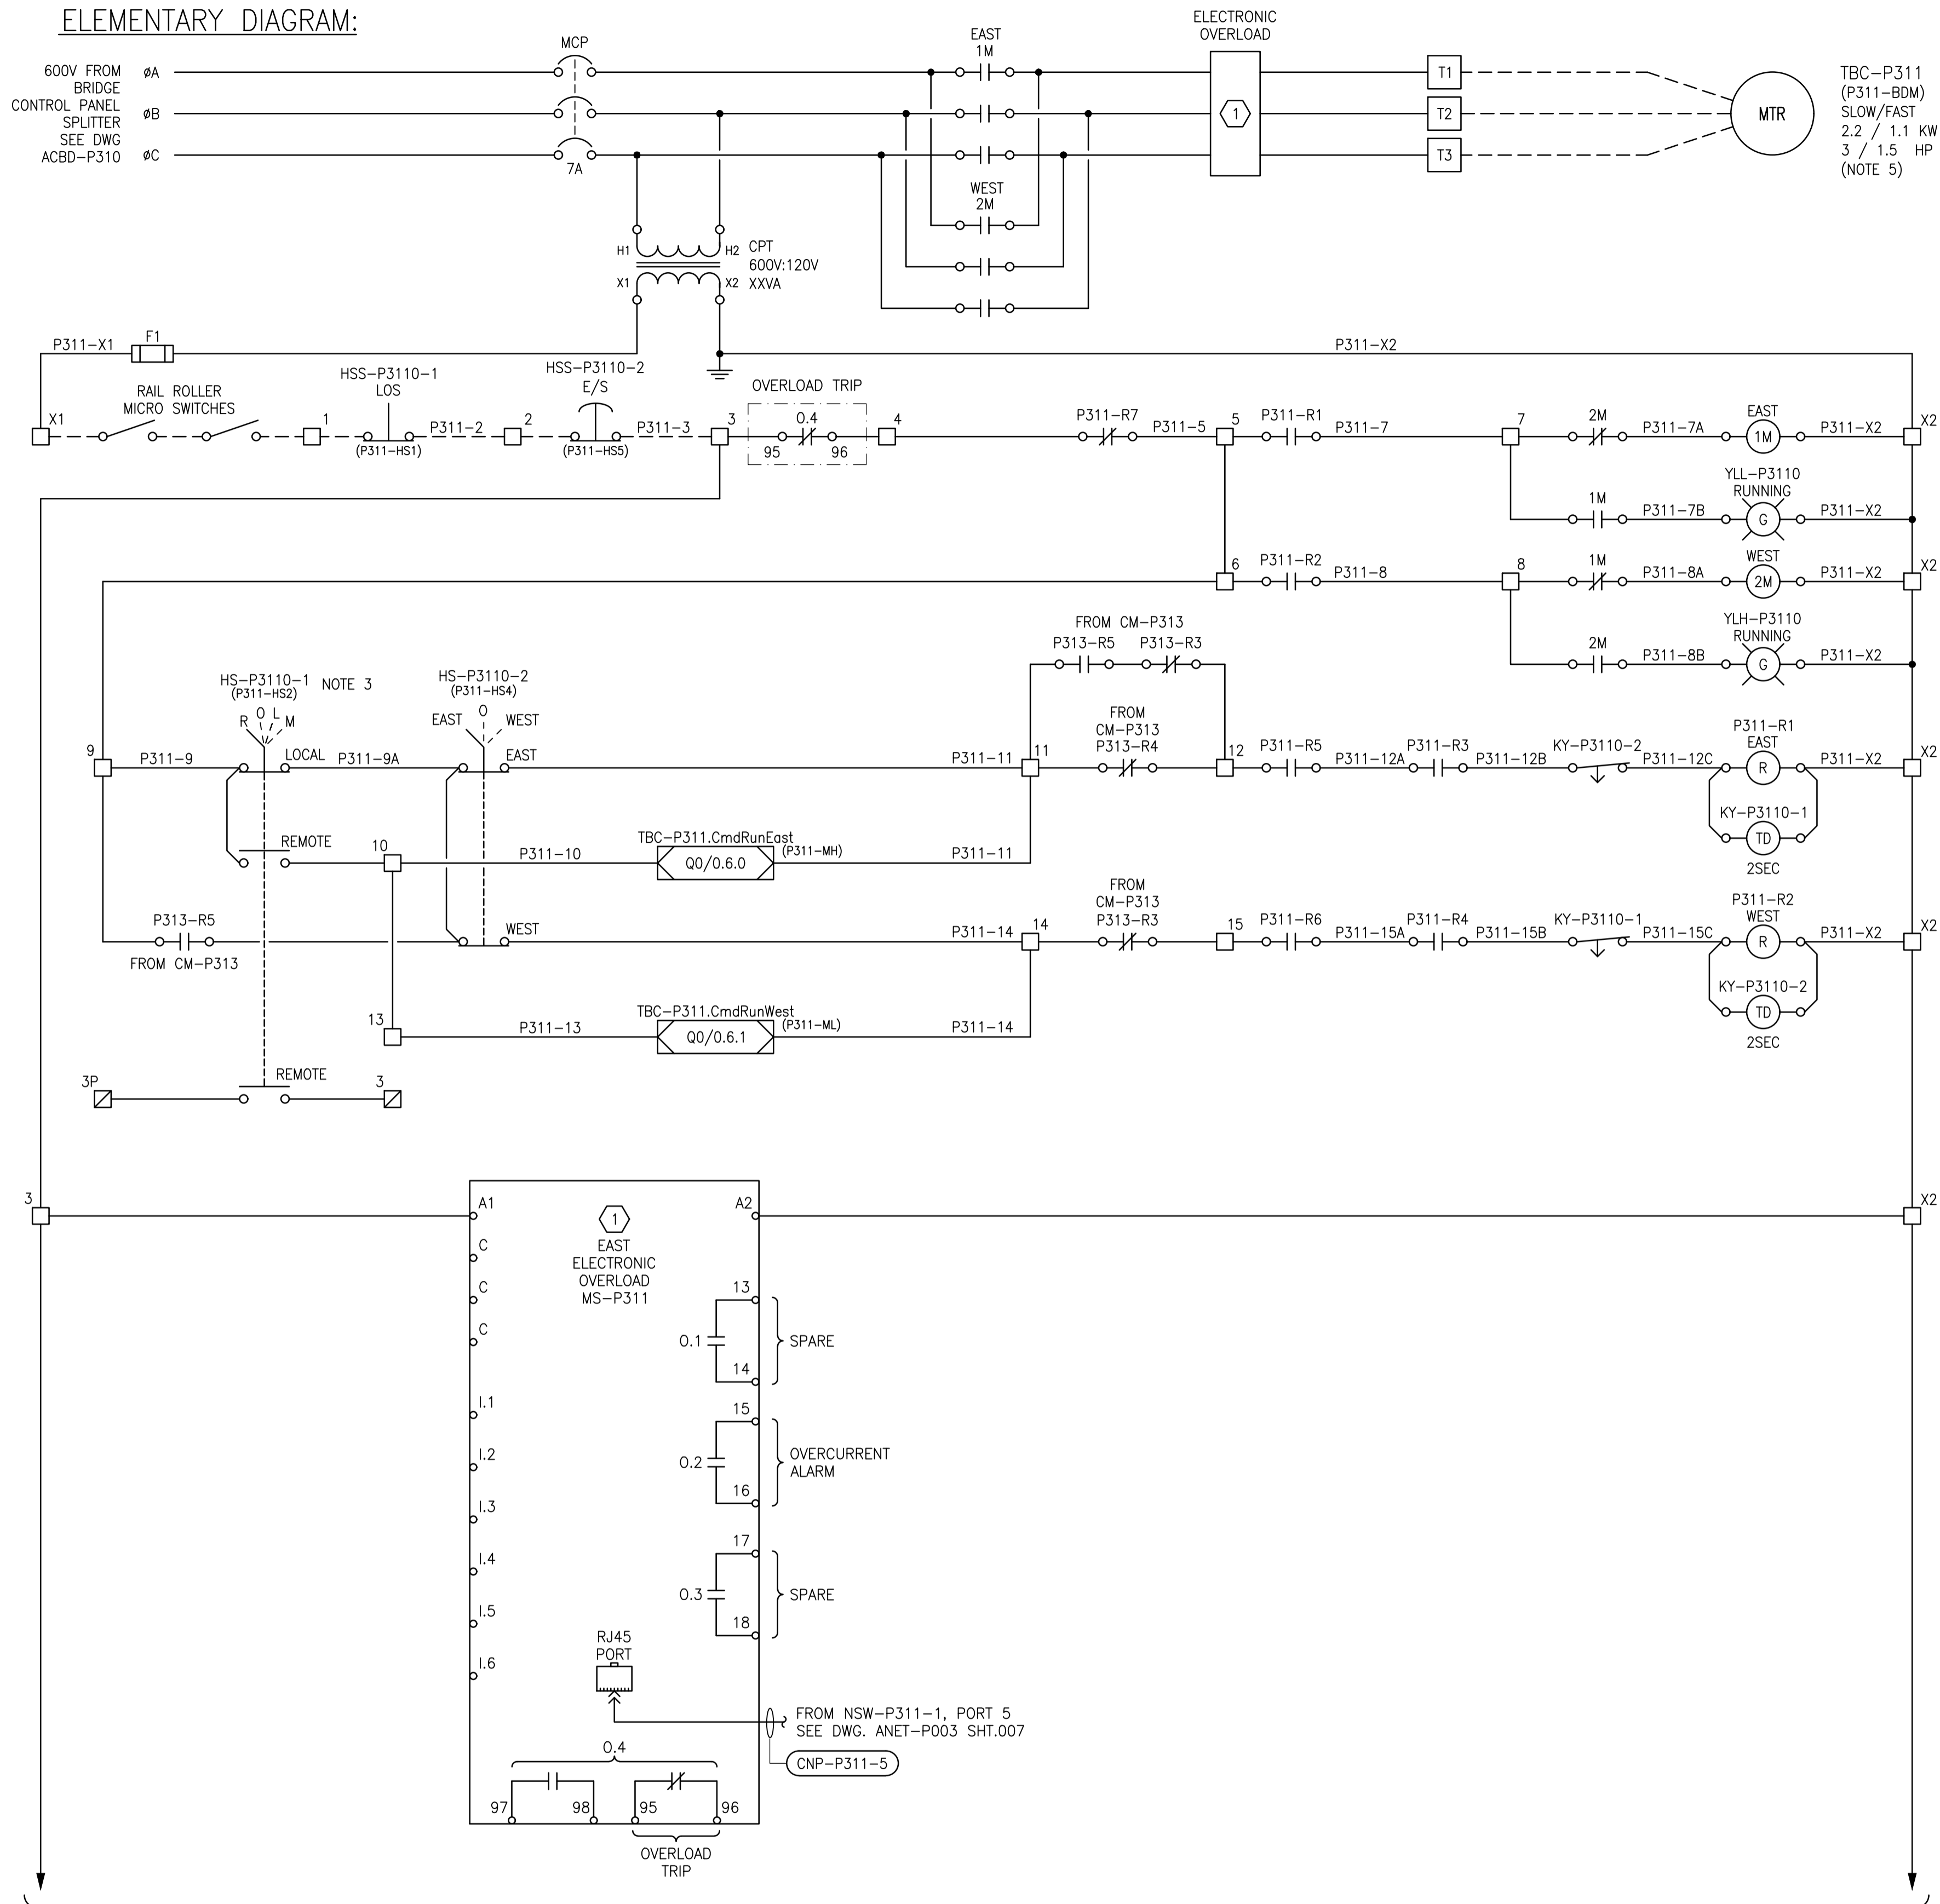 ELEMENTARY DIAGRAM:
600V FROM
BRIDGE
CONTROL PANEL
SPLITTER
SEE DWG
ACBD-P310
øA
øB
øC
MCP
7A
EAST
1M
WEST
2M
ELECTRONIC
OVERLOAD
1
T1
T2
T3
MTR
TBC-P311
(P311-BDM)
SLOW/FAST
2.2 / 1.1 KW
3 / 1.5 HP
(NOTE 5)
H1
H2
X1
X2
CPT
600V:120V
XXVA
P311-X1
F1
P311-X2
X1
RAIL ROLLER
MICRO SWITCHES
1
HSS-P3110-1
LOS
(P311-HS1)
P311-2
2
HSS-P3110-2
E/S
(P311-HS5)
P311-3
3
OVERLOAD TRIP
O.4
95
96
4
P311-R7
P311-5
5
P311-R1
P311-7
7
2M
P311-7A
EAST
1M
P311-X2
X2
1M
P311-7B
YLL-P3110
RUNNING
G
P311-X2
6
P311-R2
P311-8
8
1M
P311-8A
WEST
2M
P311-X2
X2
2M
P311-8B
YLH-P3110
RUNNING
G
P311-X2
FROM CM-P313
P313-R5
P313-R3
HS-P3110-1
(P311-HS2)
NOTE 3
R O L M
HS-P3110-2
(P311-HS4)
EAST O WEST
9
P311-9
LOCAL
P311-9A
EAST
P311-11
11
FROM
CM-P313
P313-R4
12
P311-R5
P311-12A
P311-R3
P311-12B
KY-P3110-2
P311-12C
P311-R1
EAST
R
P311-X2
X2
KY-P3110-1
TD
2SEC
REMOTE
10
P311-10
TBC-P311.CmdRunEast
Q0/0.6.0
(P311-MH)
P311-11
P313-R5
FROM CM-P313
WEST
P311-14
14
FROM
CM-P313
P313-R3
15
P311-R6
P311-15A
P311-R4
P311-15B
KY-P3110-1
P311-15C
P311-R2
WEST
R
P311-X2
X2
KY-P3110-2
TD
2SEC
13
P311-13
TBC-P311.CmdRunWest
Q0/0.6.1
(P311-ML)
P311-14
3P
REMOTE
3
3
A1
1
A2
X2
EAST
ELECTRONIC
OVERLOAD
MS-P311
C
C
C
I.1
I.2
I.3
I.4
I.5
I.6
13
O.1
14
SPARE
15
O.2
16
OVERCURRENT
ALARM
17
O.3
18
SPARE
RJ45
PORT
FROM NSW-P311-1, PORT 5
SEE DWG. ANET-P003 SHT.007
CNP-P311-5
O.4
97
98
95
96
OVERLOAD
TRIP